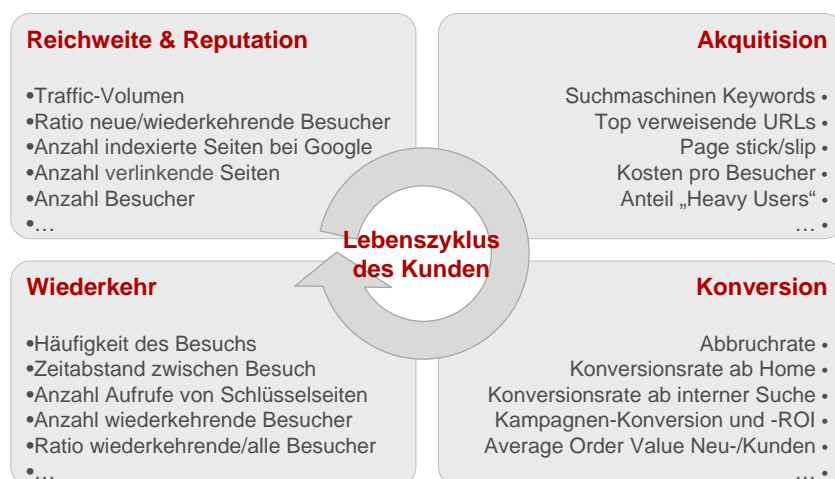 Reichweite & Reputation
•Traffic-Volumen
•Ratio neue/wiederkehrende Besucher
•Anzahl indexierte Seiten bei Google
•Anzahl verlinkende Seiten
•Anzahl Besucher
•…
Akquitision
Suchmaschinen Keywords •
Top verweisende URLs •
Page stick/slip •
Kosten pro Besucher •
Anteil „Heavy Users“ •
… •
Lebenszyklus
des Kunden
Wiederkehr
•Häufigkeit des Besuchs
•Zeitabstand zwischen Besuch
•Anzahl Aufrufe von Schlüsselseiten
•Anzahl wiederkehrende Besucher
•Ratio wiederkehrende/alle Besucher
•…
Konversion
Abbruchrate •
Konversionsrate ab Home •
Konversionsrate ab interner Suche •
Kampagnen-Konversion und -ROI •
Average Order Value Neu-/Kunden •
… •